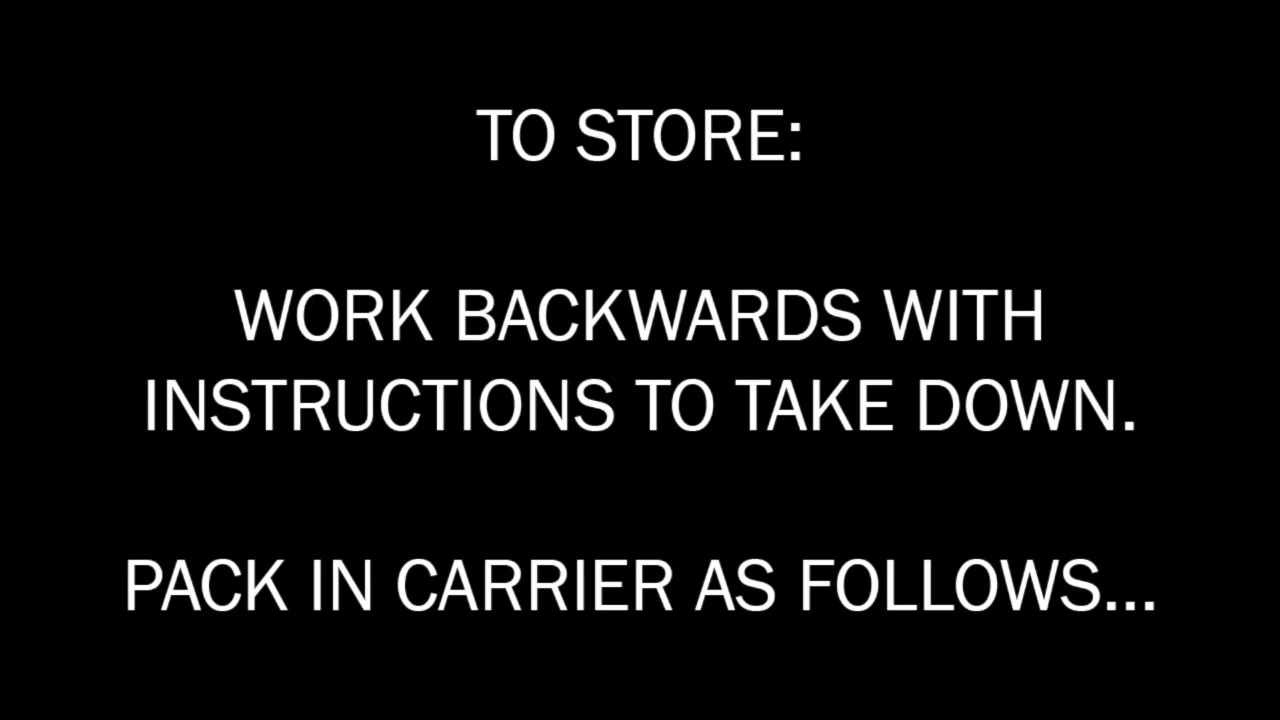 TO STORE:
WORK BACKWARDS WITH
INSTRUCTIONS TO TAKE DOWN.
PACK IN CARRIER AS FOLLOWS...